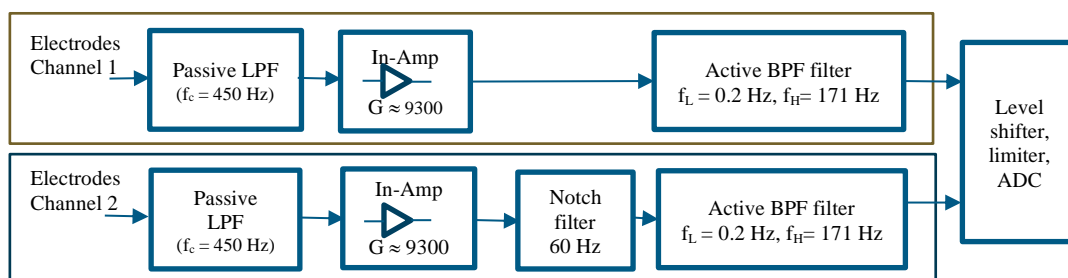 Electrodes
Channel 1
Passive LPF
(fc = 450 Hz)
In-Amp
G ≈ 9300
Active BPF filter
fL = 0.2 Hz, fH= 171 Hz
Level
shifter,
limiter,
ADC
Electrodes
Channel 2
Passive
LPF
(fc = 450 Hz)
In-Amp
G ≈ 9300
Notch
filter
60 Hz
Active BPF filter
fL = 0.2 Hz, fH= 171 Hz